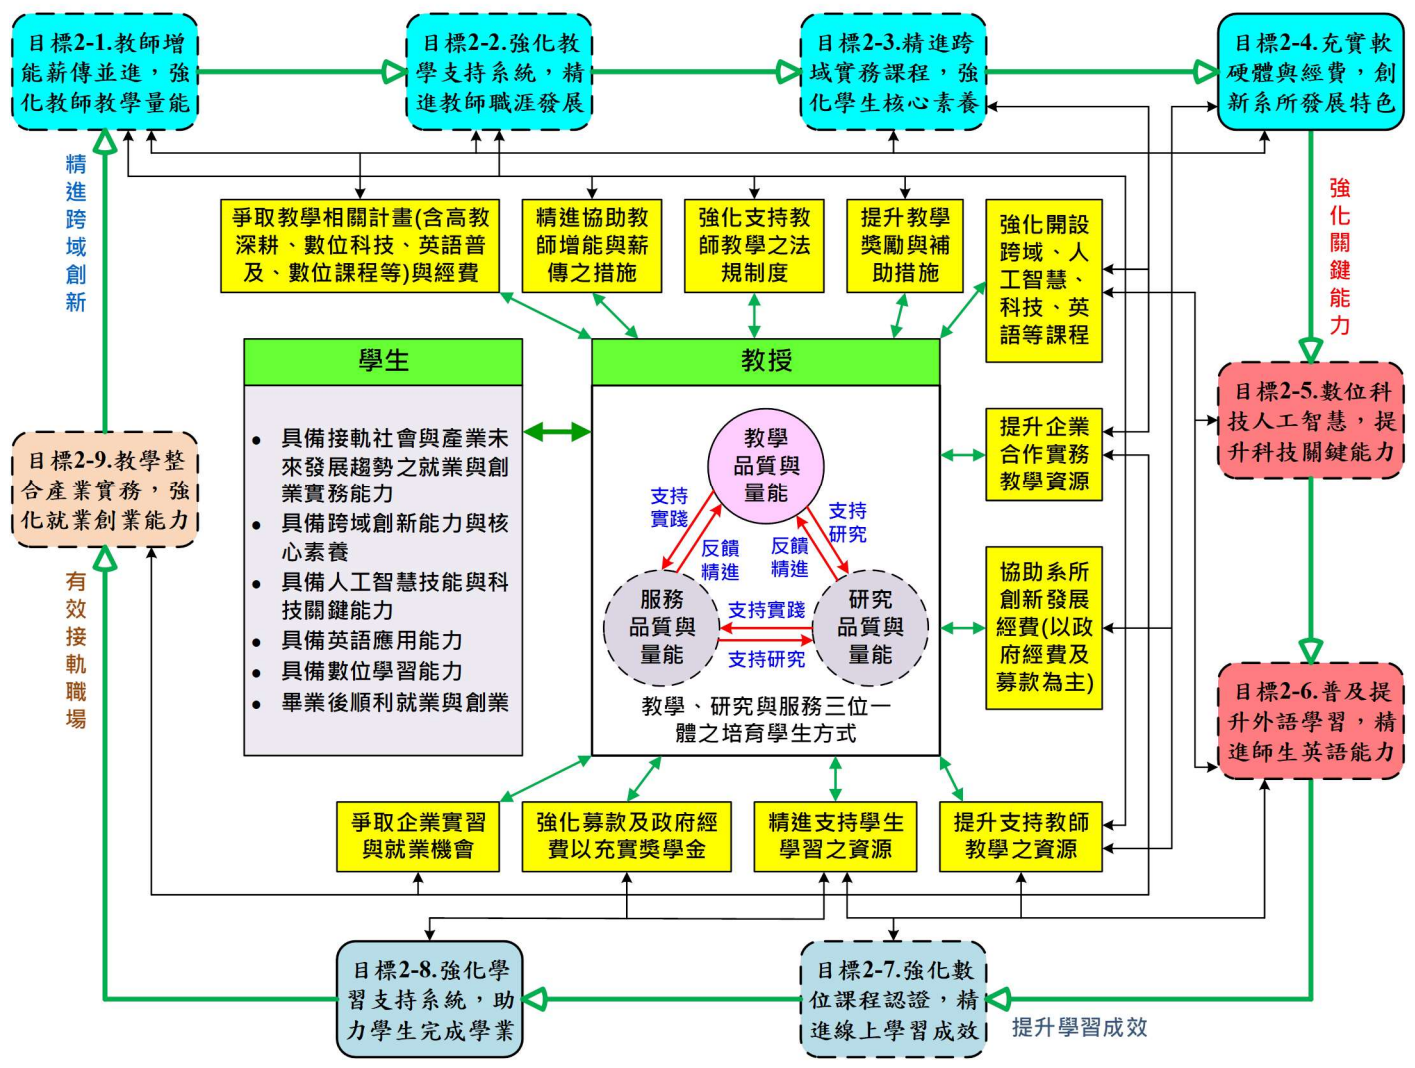 目標2-1.教師增
能薪傳並進，強
化教師教學量能
目標2-2.強化教
學支持系統，精
進教師職涯發展
目標2-3.精進跨
域實務課程，強
化學生核心素養
目標2-4.充實軟
硬體與經費，創
新系所發展特色
精
進
跨
域
創
新
強
化
關
鍵
能
力
爭取教學相關計畫(含高教
深耕、數位科技、英語普
及、數位課程等)與經費
精進協助教
師增能與薪
傳之措施
強化支持教
師教學之法
規制度
提升教學
獎勵與補
助措施
強化開設
跨域、人
工智慧、
科技、英
語等課程
學生
• 具備接軌社會與產業未
來發展趨勢之就業與創
業實務能力
• 具備跨域創新能力與核
心素養
• 具備人工智慧技能與科
技關鍵能力
• 具備英語應用能力
• 具備數位學習能力
• 畢業後順利就業與創業
教授
教學
品質與
量能
支持
實踐
反饋
精進
反饋
精進
支持
研究
服務
品質與
量能
支持實踐
支持研究
研究
品質與
量能
教學、研究與服務三位一
體之培育學生方式
提升企業
合作實務
教學資源
協助系所
創新發展
經費(以政
府經費及
募款為主)
目標2-5.數位科
技人工智慧，提
升科技關鍵能力
目標2-6.普及提
升外語學習，精
進師生英語能力
目標2-9.教學整
合產業實務，強
化就業創業能力
有
效
接
軌
職
場
爭取企業實習
與就業機會
強化募款及政府經
費以充實獎學金
精進支持學生
學習之資源
提升支持教師
教學之資源
目標2-8.強化學
習支持系統，助
力學生完成學業
目標2-7.強化數
位課程認證，精
進線上學習成效
提升學習成效